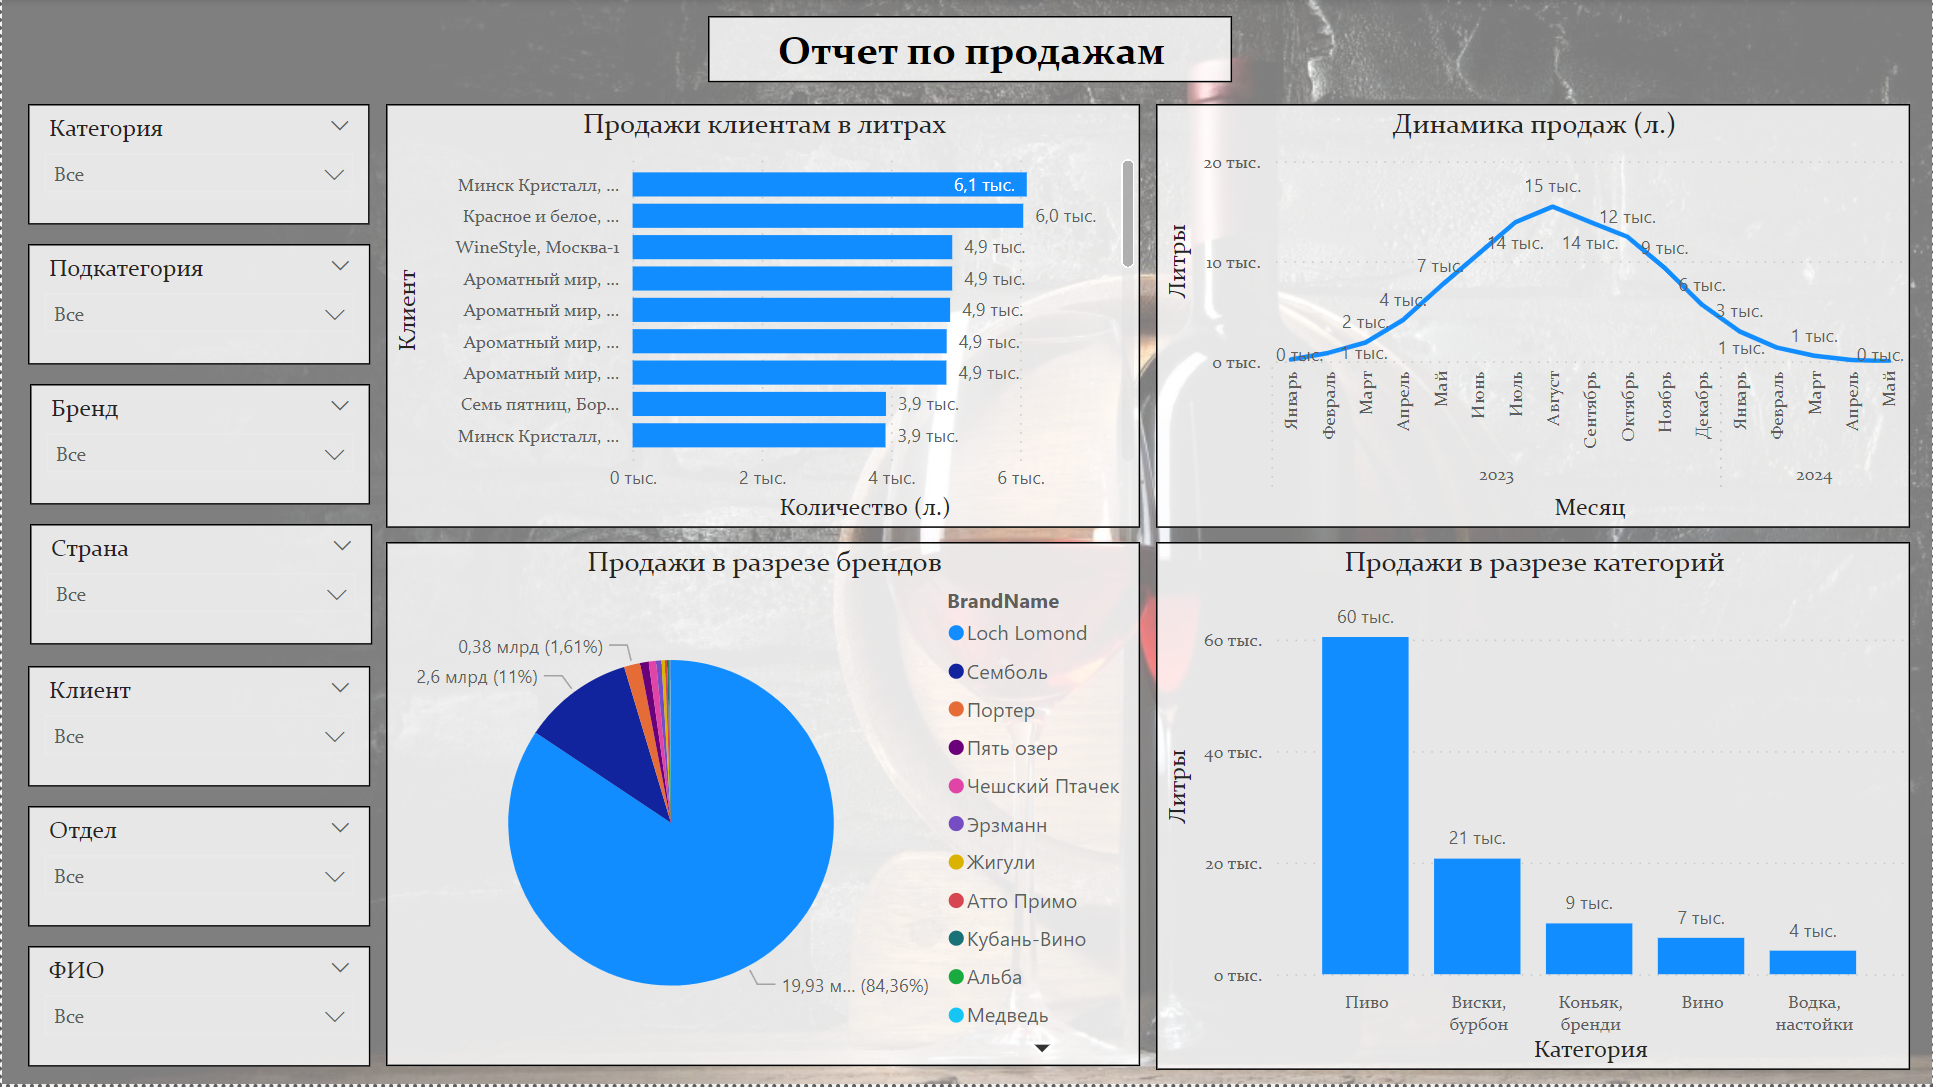 Отчет по продажам
Категория
Все
Подкатегория
Все
Бренд
Все
Страна
Все
Клиент
Все
Отдел
Все
ФИО
Все
Продажи клиентам в литрах
Клиент
Минск Кристалл, ...
6,1 тыс.
Красное и белое, ...
6,0 тыс.
WineStyle, Москва-1
4,9 тыс.
Ароматный мир, ...
4,9 тыс.
Ароматный мир, ...
4,9 тыс.
Ароматный мир, ...
4,9 тыс.
Ароматный мир, ...
4,9 тыс.
Семь пятниц, Бор...
3,9 тыс.
Минск Кристалл, ...
3,9 тыс.
0 тыс.
2 тыс.
4 тыс.
6 тыс.
Количество (л.)
Динамика продаж (л.)
Литры
20 тыс.
10 тыс.
0 тыс.
0 тыс.
1 тыс.
2 тыс.
4 тыс.
7 тыс.
14 тыс.
15 тыс.
14 тыс.
12 тыс.
9 тыс.
6 тыс.
3 тыс.
1 тыс.
1 тыс.
0 тыс.
Январь
Февраль
Март
Апрель
Май
Июнь
Июль
Август
Сентябрь
Октябрь
Ноябрь
Декабрь
Январь
Февраль
Март
Апрель
Май
2023
2024
Месяц
Продажи в разрезе брендов
0,38 млрд (1,61%)
2,6 млрд (11%)
19,93 м... (84,36%)
BrandName
Loch Lomond
Семболь
Портер
Пять озер
Чешский Птачек
Эрзманн
Жигули
Атто Примо
Кубань-Вино
Альба
Медведь
Продажи в разрезе категорий
Литры
60 тыс.
40 тыс.
20 тыс.
0 тыс.
60 тыс.
21 тыс.
9 тыс.
7 тыс.
4 тыс.
Пиво
Виски,
бурбон
Коньяк,
бренди
Вино
Водка,
настойки
Категория